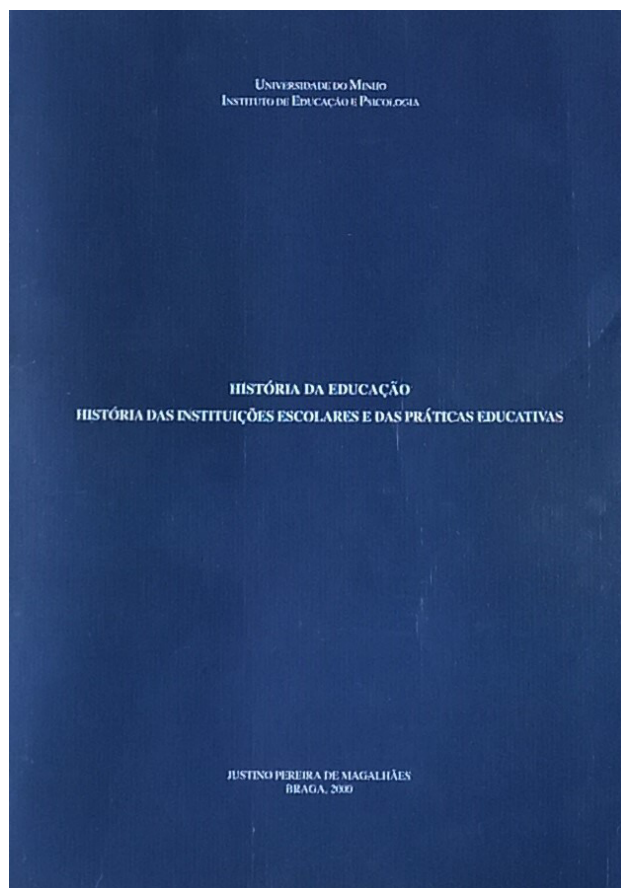 UNIVERSIDADE DO MINHO
INSTITUTO DE EDUCAÇÃO E PSICOLOGIA
HISTÓRIA DA EDUCAÇÃO
HISTÓRIA DAS INSTITUIÇÕES ESCOLARES E DAS PRÁTICAS EDUCATIVAS
JUSTINO PEREIRA DE MAGALHÃES
BRAGA, 2000